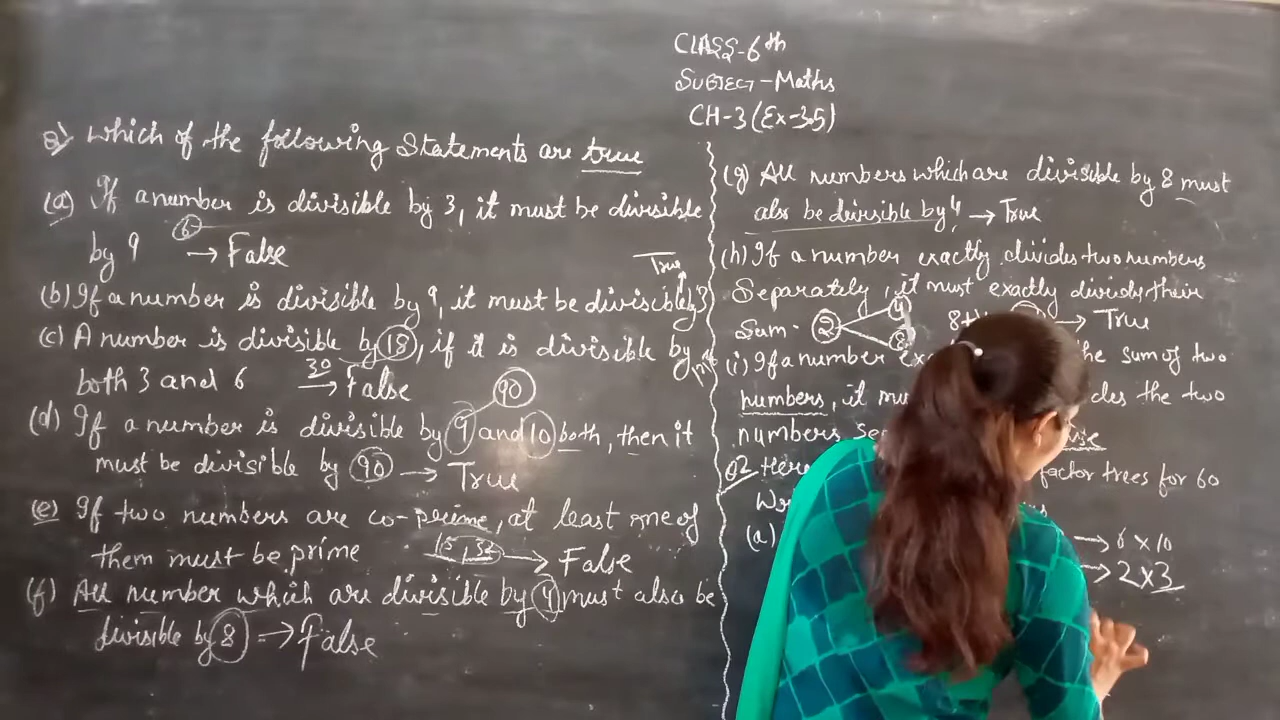 CLASS-6th
SUBJECT-Maths
CH-3 (Ex-3.5)
Q1 Which of the following Statements are true
(a) If a number is divisible by 3, it must be divisible
by 9 6 → False
True
(b) If a number is divisible by 9, it must be divisible by 3
(c) A number is divisible by 18, if it is divisible by
both 3 and 6 30 → False
90
(d) If a number is divisible by 9 and 10 both, then it
must be divisible by 90 → True
(e) If two numbers are co-prime, at least one of
them must be prime 15, 32 → False
(f) All number which are divisible by 4 must also be
divisible by 8 → False
(g) All numbers which are divisible by 8 must
also be divisible by 4 → True
(h) If a number exactly divides two numbers
Separately, it must exactly divide their
Sum. 2 4 8 → True
(i) If a number the sum of two
numbers, it the two
numbers
Q2 Here factor trees for 60
(a) → 6 x 10
→ 2 x 3